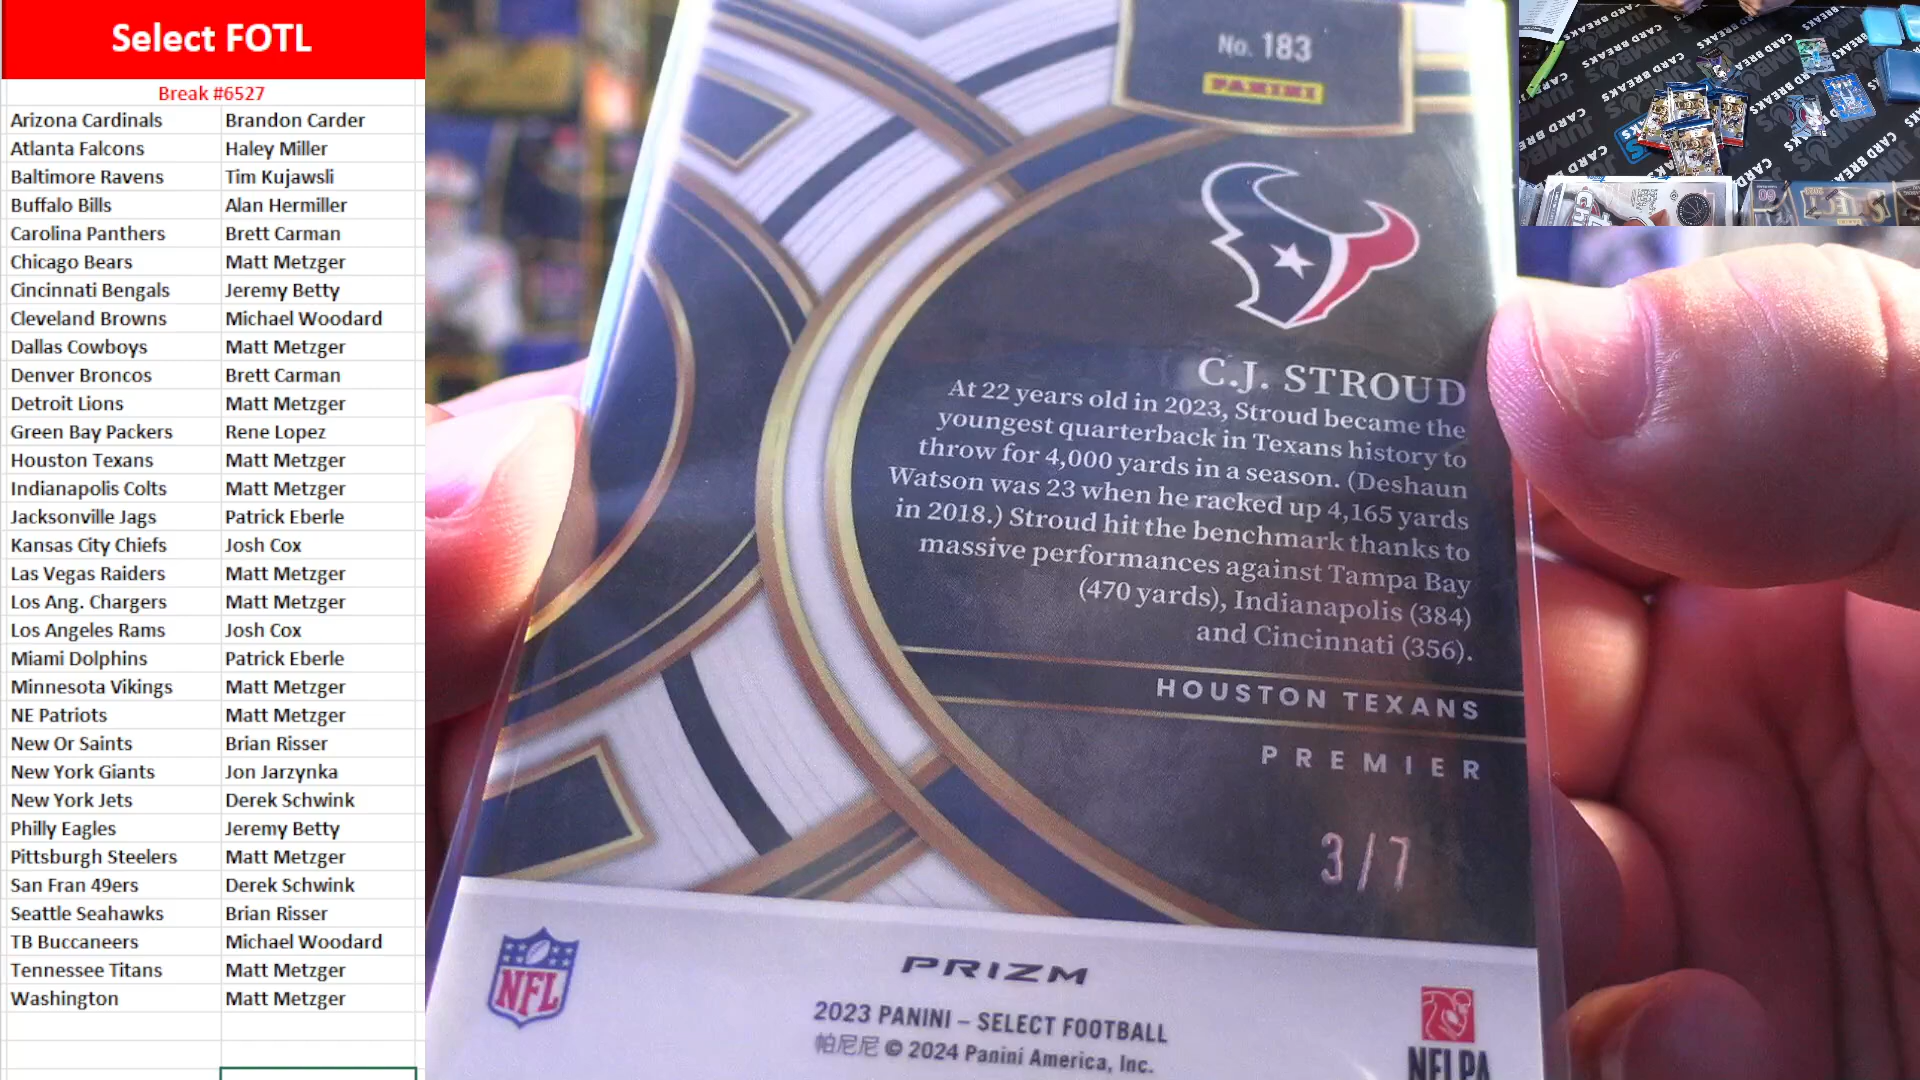 Select FOTL
Break #6527
Arizona Cardinals Brandon Carder
Atlanta Falcons Haley Miller
Baltimore Ravens Tim Kujawsli
Buffalo Bills Alan Hermiller
Carolina Panthers Brett Carman
Chicago Bears Matt Metzger
Cincinnati Bengals Jeremy Betty
Cleveland Browns Michael Woodard
Dallas Cowboys Matt Metzger
Denver Broncos Brett Carman
Detroit Lions Matt Metzger
Green Bay Packers Rene Lopez
Houston Texans Matt Metzger
Indianapolis Colts Matt Metzger
Jacksonville Jags Patrick Eberle
Kansas City Chiefs Josh Cox
Las Vegas Raiders Matt Metzger
Los Ang. Chargers Matt Metzger
Los Angeles Rams Josh Cox
Miami Dolphins Patrick Eberle
Minnesota Vikings Matt Metzger
NE Patriots Matt Metzger
New Or Saints Brian Risser
New York Giants Jon Jarzynka
New York Jets Derek Schwink
Philly Eagles Jeremy Betty
Pittsburgh Steelers Matt Metzger
San Fran 49ers Derek Schwink
Seattle Seahawks Brian Risser
TB Buccaneers Michael Woodard
Tennessee Titans Matt Metzger
Washington Matt Metzger
No. 183
PANINI
C.J. STROUD
At 22 years old in 2023, Stroud became the
youngest quarterback in Texans history to
throw for 4,000 yards in a season. (Deshaun
Watson was 23 when he racked up 4,165 yards
in 2018.) Stroud hit the benchmark thanks to
massive performances against Tampa Bay
(470 yards), Indianapolis (384)
and Cincinnati (356).
HOUSTON TEXANS
PREMIER
3/7
NFL
PRIZM
2023 PANINI – SELECT FOOTBALL
帕尼尼 © 2024 Panini America, Inc.
NFLPA
JUMBOS
CARD BREAKS